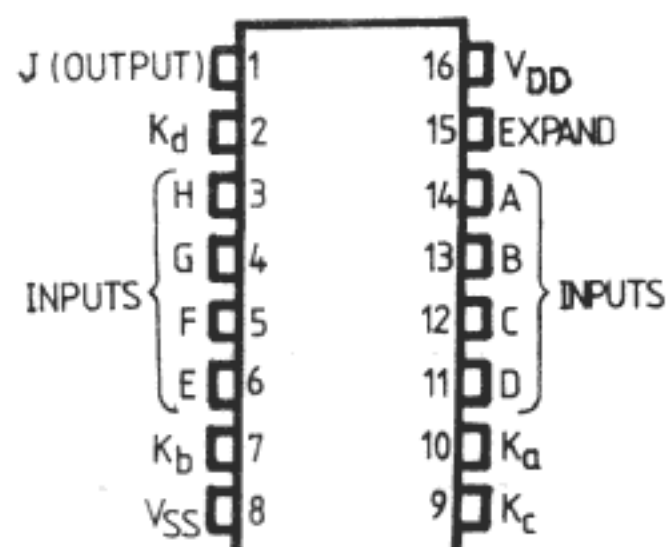 J (OUTPUT) 1 16 VDD
Kd 2 15 EXPAND
H 3 14 A
G 4 13 B
INPUTS INPUTS
F 5 12 C
E 6 11 D
Kb 7 10 Ka
VSS 8 9 Kc